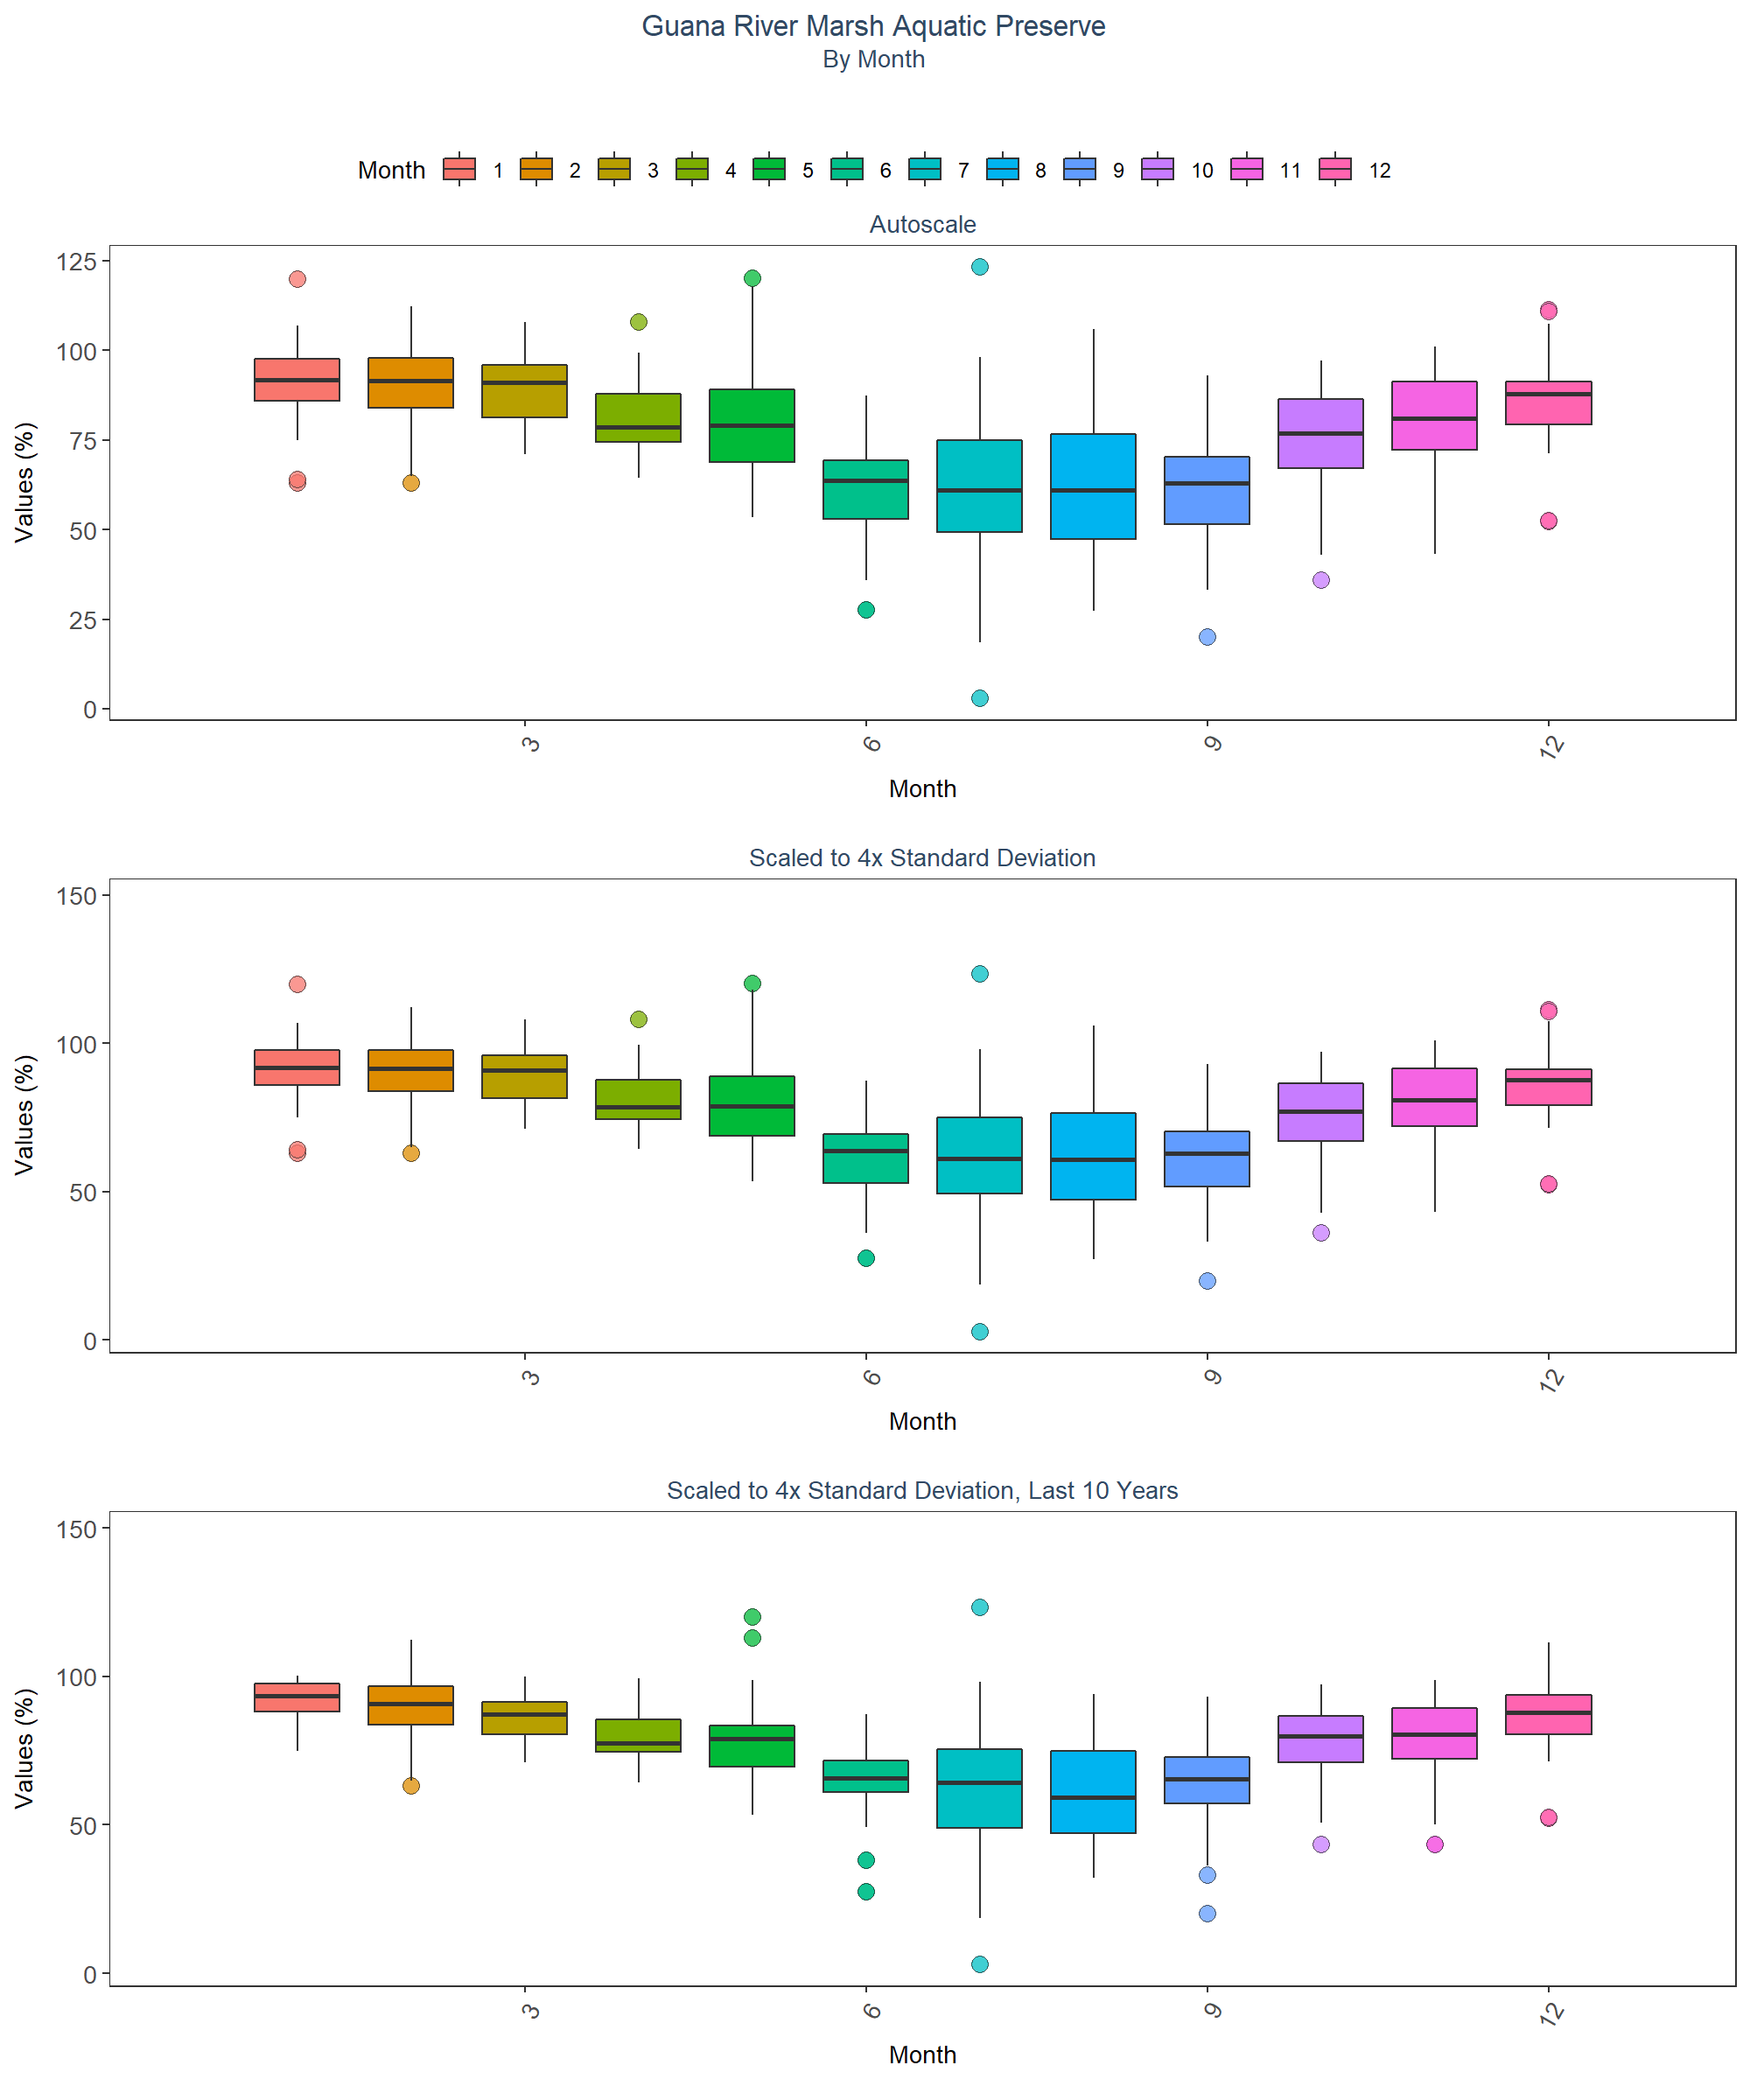 Guana River Marsh Aquatic Preserve
By Month
Month 1 2 3 4 5 6 7 8 9 10 11 12
Autoscale
125
100
75
50
25
0
Values (%)
3 6 9 12
Month
Scaled to 4x Standard Deviation
150
100
50
0
Values (%)
3 6 9 12
Month
Scaled to 4x Standard Deviation, Last 10 Years
150
100
50
0
Values (%)
3 6 9 12
Month